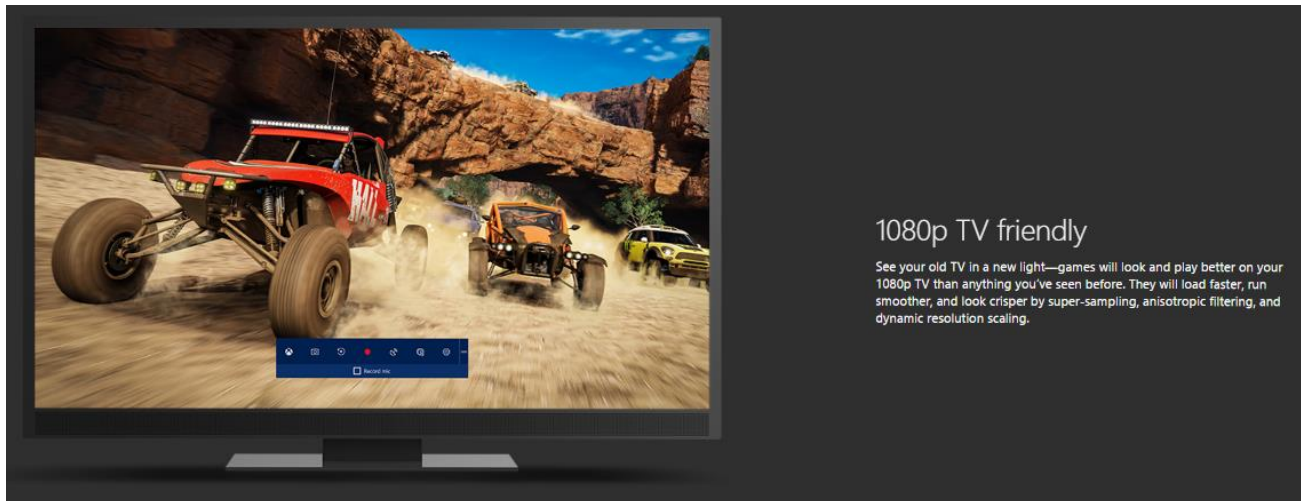 HALL
Record mic
1080p TV friendly
See your old TV in a new light—games will look and play better on your
1080p TV than anything you've seen before. They will load faster, run
smoother, and look crisper by super-sampling, anisotropic filtering, and
dynamic resolution scaling.